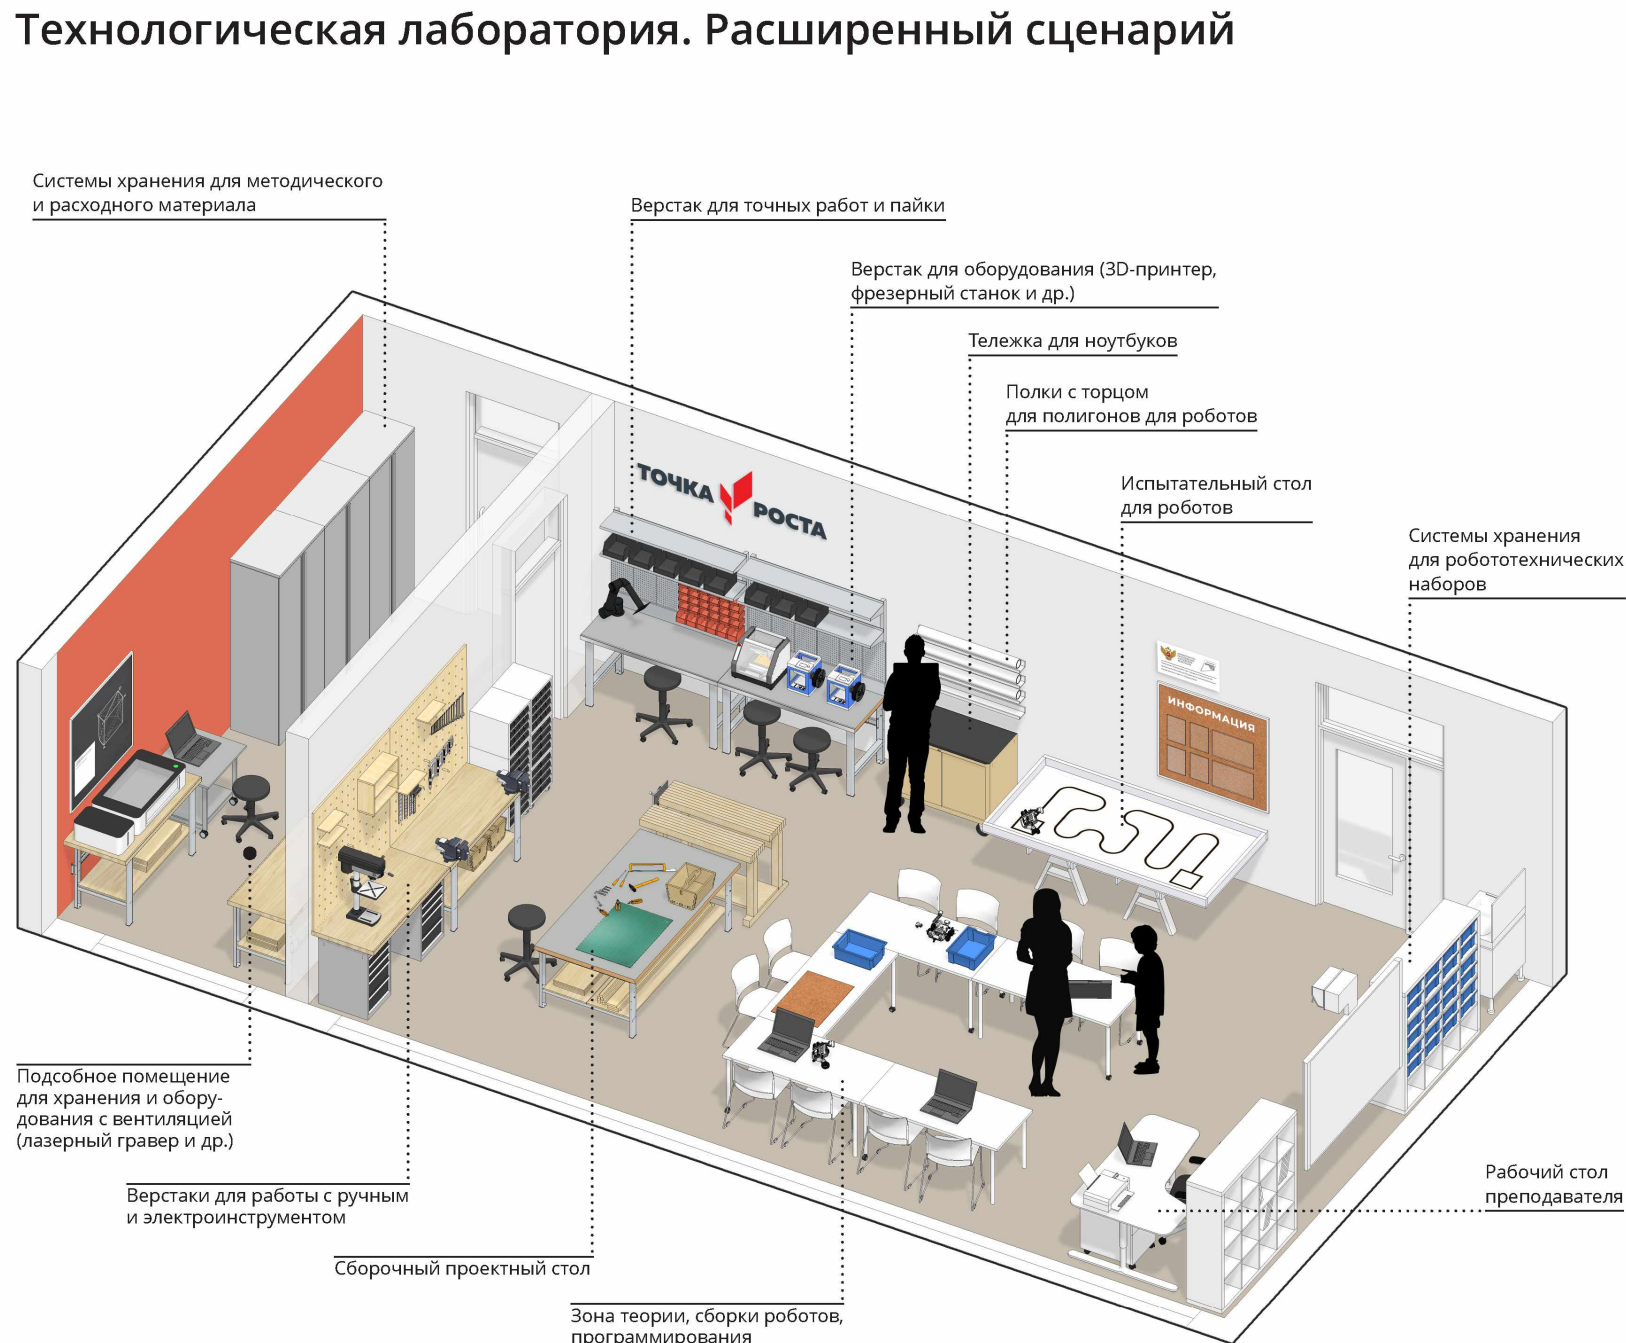 Технологическая лаборатория. Расширенный сценарий
Системы хранения для методического
и расходного материала
Верстак для точных работ и пайки
Верстак для оборудования (3D-принтер,
фрезерный станок и др.)
Тележка для ноутбуков
Полки с торцом
для полигонов для роботов
Испытательный стол
для роботов
Системы хранения
для робототехнических
наборов
ТОЧКА
РОСТА
ИНФОРМАЦИЯ
Подсобное помещение
для хранения и обору-
дования с вентиляцией
(лазерный гравер и др.)
Верстаки для работы с ручным
и электроинструментом
Сборочный проектный стол
Зона теории, сборки роботов,
программирования
Рабочий стол
преподавателя